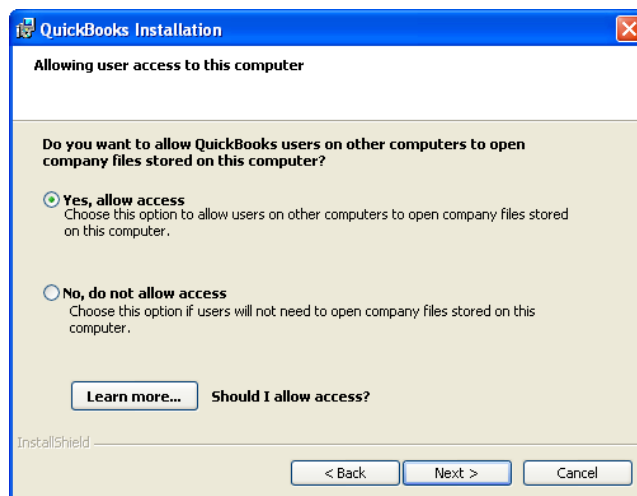 QuickBooks Installation
Allowing user access to this computer
Do you want to allow QuickBooks users on other computers to open
company files stored on this computer?
Yes, allow access
Choose this option to allow users on other computers to open company files stored
on this computer.
No, do not allow access
Choose this option if users will not need to open company files stored on this
computer.
Learn more... Should I allow access?
InstallShield
< Back Next > Cancel